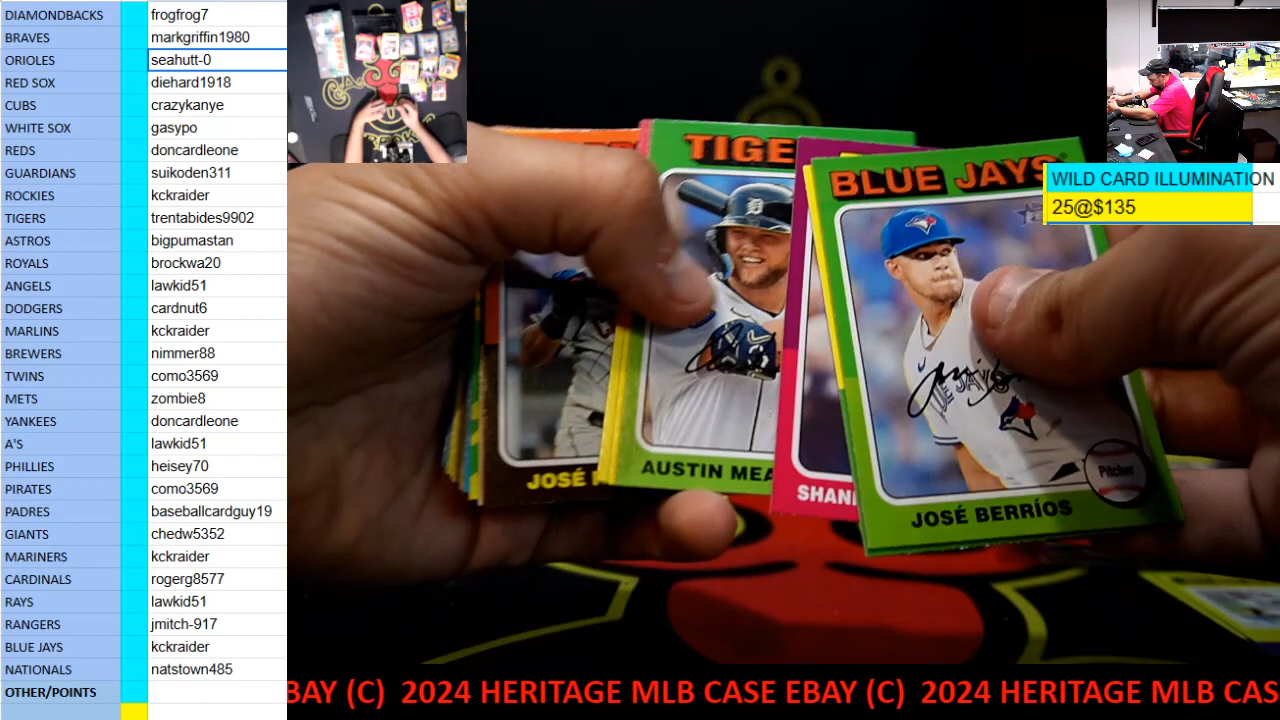 DIAMONDBACKS frogfrog7
BRAVES markgriffin1980
ORIOLES seahutt-0
RED SOX diehard1918
CUBS crazykanye
WHITE SOX gasypo
REDS doncardleone
GUARDIANS suikoden311
ROCKIES kckraider
TIGERS trentabides9902
ASTROS bigpumastan
ROYALS brockwa20
ANGELS lawkid51
DODGERS cardnut6
MARLINS kckraider
BREWERS nimmer88
TWINS como3569
METS zombie8
YANKEES doncardleone
A'S lawkid51
PHILLIES heisey70
PIRATES como3569
PADRES baseballcardguy19
GIANTS chedw5352
MARINERS kckraider
CARDINALS rogerg8577
RAYS lawkid51
RANGERS jmitch-917
BLUE JAYS kckraider
NATIONALS natstown485
OTHER/POINTS
WILD CARD ILLUMINATION
25@$135
TIGE
BLUE JAYS
JOSÉ
AUSTIN MEA
SHAN
Pitcher
JOSÉ BERRÍOS
BAY (C) 2024 HERITAGE MLB CASE EBAY (C) 2024 HERITAGE MLB CAS